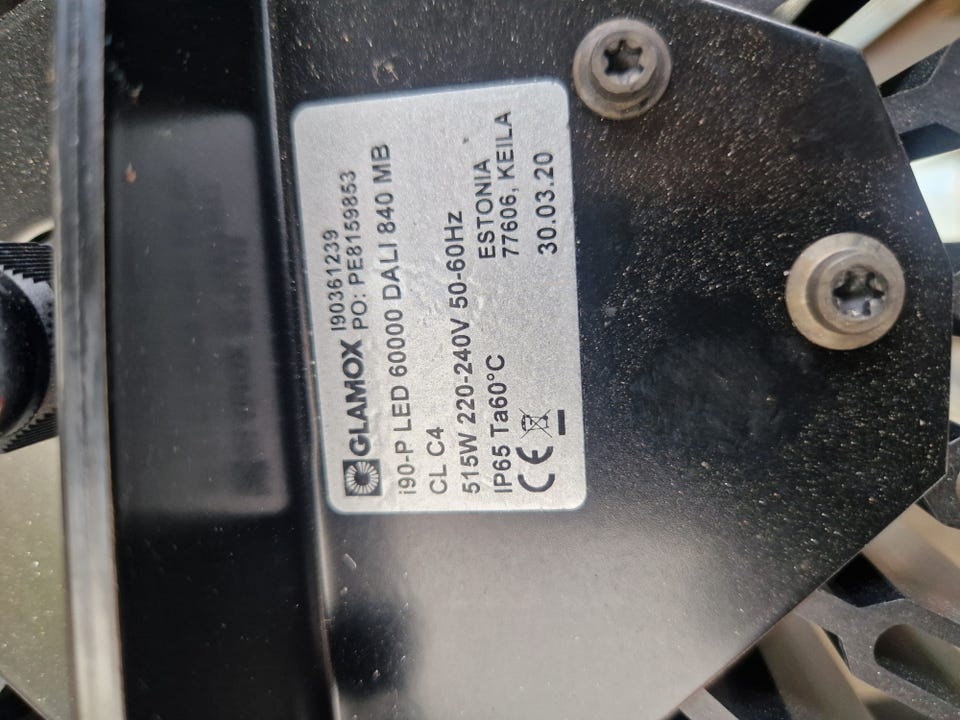 GLAMOX I90361239
PO: PE8159853
i90-P LED 60000 DALI 840 MB
CL C4
515W 220-240V 50-60Hz
IP65 Ta60°C ESTONIA
CE 77606, KEILA
30.03.20